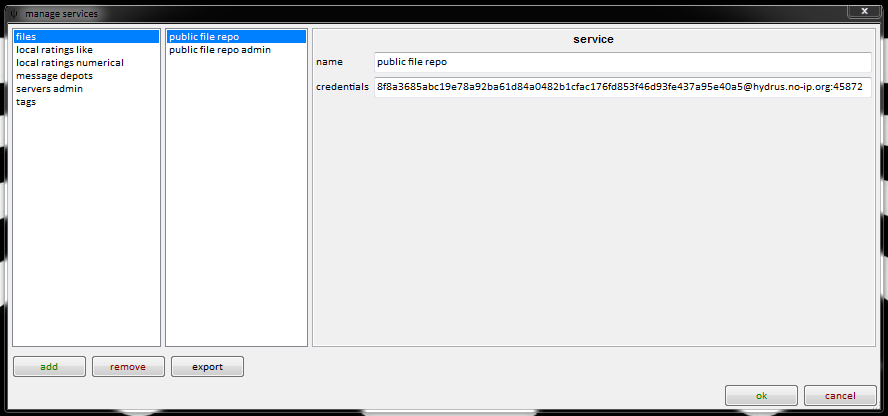 manage services
files
local ratings like
local ratings numerical
message depots
servers admin
tags
public file repo
public file repo admin
service
name public file repo
credentials 8f8a3685abc19e78a92ba61d84a0482b1cfac176fd853f46d93fe437a95e40a5@hydrus.no-ip.org:45872
add remove export
ok cancel